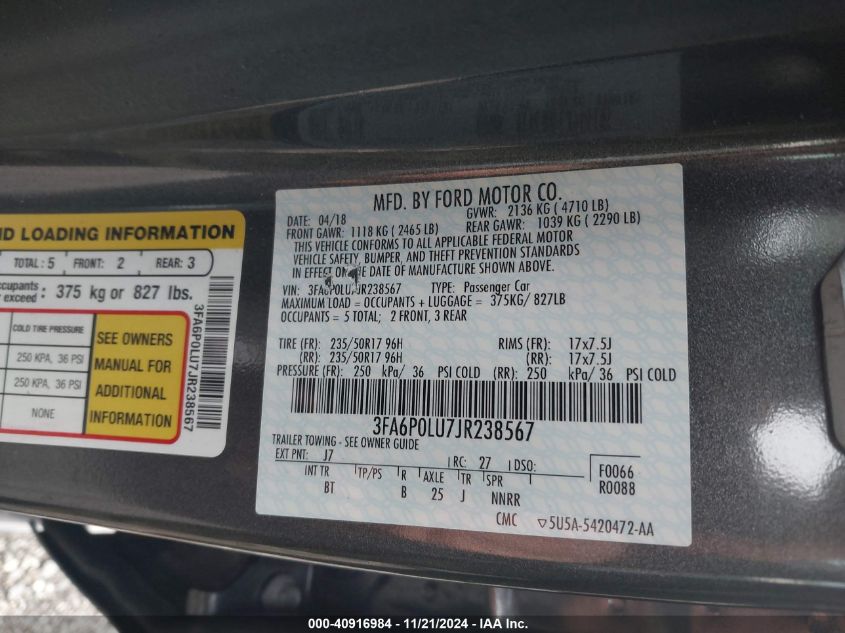 ND LOADING INFORMATION
TOTAL: 5 FRONT: 2 REAR: 3
cupants
exceed : 375 kg or 827 lbs.
COLD TIRE PRESSURE
250 KPA, 36 PSI
250 KPA, 36 PSI
NONE
SEE OWNERS
MANUAL FOR
ADDITIONAL
INFORMATION
3FA6P0LU7JR238567
MFD. BY FORD MOTOR CO.
DATE: 04/18 GVWR: 2136 KG ( 4710 LB)
FRONT GAWR: 1118 KG ( 2465 LB) REAR GAWR: 1039 KG ( 2290 LB)
THIS VEHICLE CONFORMS TO ALL APPLICABLE FEDERAL MOTOR
VEHICLE SAFETY, BUMPER, AND THEFT PREVENTION STANDARDS
IN EFFECT ON THE DATE OF MANUFACTURE SHOWN ABOVE.
VIN: 3FA6P0LU7JR238567 TYPE: Passenger Car
MAXIMUM LOAD = OCCUPANTS + LUGGAGE = 375KG/ 827LB
OCCUPANTS = 5 TOTAL; 2 FRONT, 3 REAR
TIRE (FR): 235/50R17 96H RIMS (FR): 17x7.5J
(RR): 235/50R17 96H (RR): 17x7.5J
PRESSURE (FR): 250 kPa/ 36 PSI COLD (RR): 250 kPa/ 36 PSI COLD
3FA6P0LU7JR238567
TRAILER TOWING - SEE OWNER GUIDE
EXT PNT: J7 RC: 27 DSO: F0066
INT TR TP/PS R AXLE TR SPR R0088
BT B 25 J NNRR
CMC ▽5U5A-5420472-AA
000-40916984 - 11/21/2024 - IAA Inc.